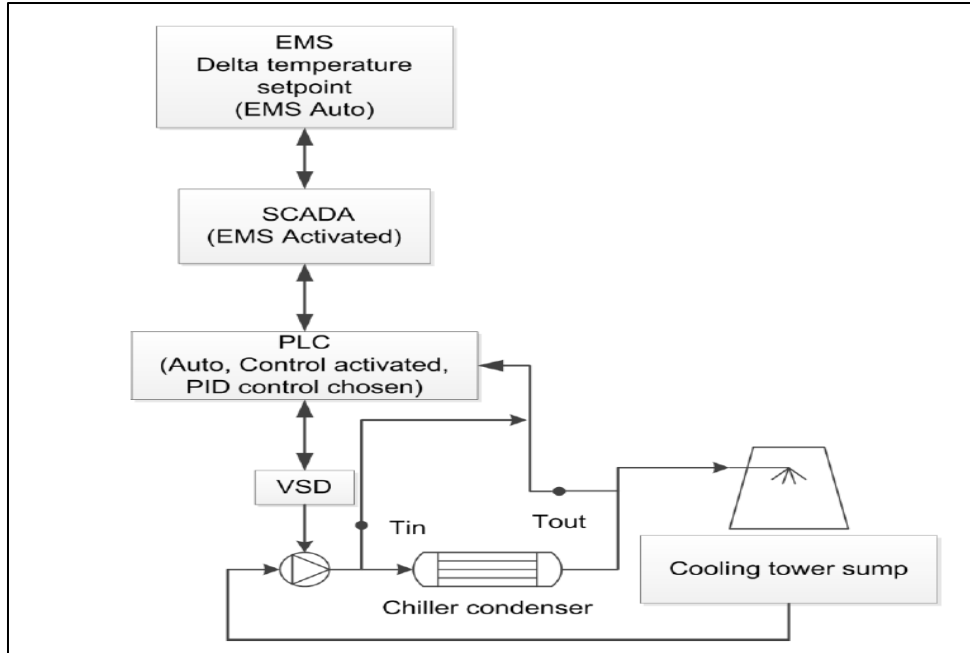 EMS
Delta temperature
setpoint
(EMS Auto)
SCADA
(EMS Activated)
PLC
(Auto, Control activated,
PID control chosen)
VSD
Tin
Tout
Chiller condenser
Cooling tower sump